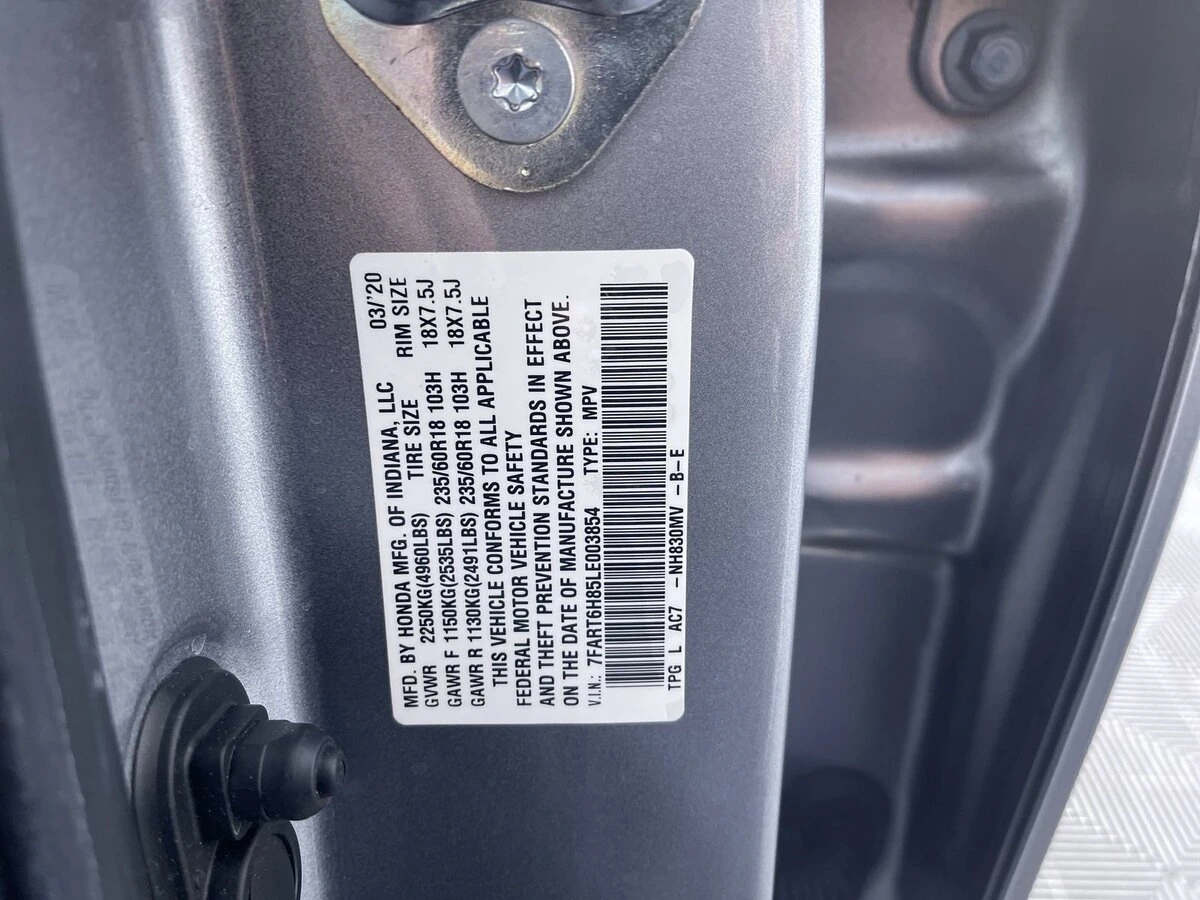 MFD. BY HONDA MFG. OF INDIANA, LLC 03/'20
GVWR 2250KG(4960LBS) TIRE SIZE RIM SIZE
GAWR F 1150KG(2535LBS) 235/60R18 103H 18X7.5J
GAWR R 1130KG(2491LBS) 235/60R18 103H 18X7.5J
THIS VEHICLE CONFORMS TO ALL APPLICABLE
FEDERAL MOTOR VEHICLE SAFETY
AND THEFT PREVENTION STANDARDS IN EFFECT
ON THE DATE OF MANUFACTURE SHOWN ABOVE.
V.I.N.: 7FART6H85LE003854 TYPE: MPV
TPG L AC7 -NH830MV -B-E